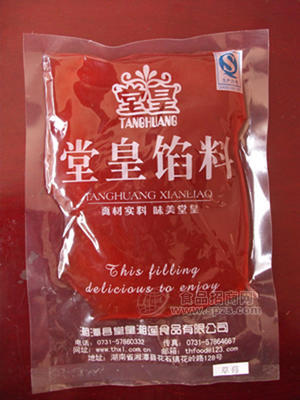 堂皇
TANGHUANG
堂皇馅料
TANGHUANG XIANLIAO
真材实料 味美堂皇
This filling
delicious to enjoy
食品招商网
www.spzs.com
湘潭县堂皇湘莲食品有限公司
电话:0731-57860332 传真:0731-57864667
网址:www.thxl.com.cn 邮箱:thfood@123.com
地址:湖南省湘潭县花石镇花岭路128号
草莓